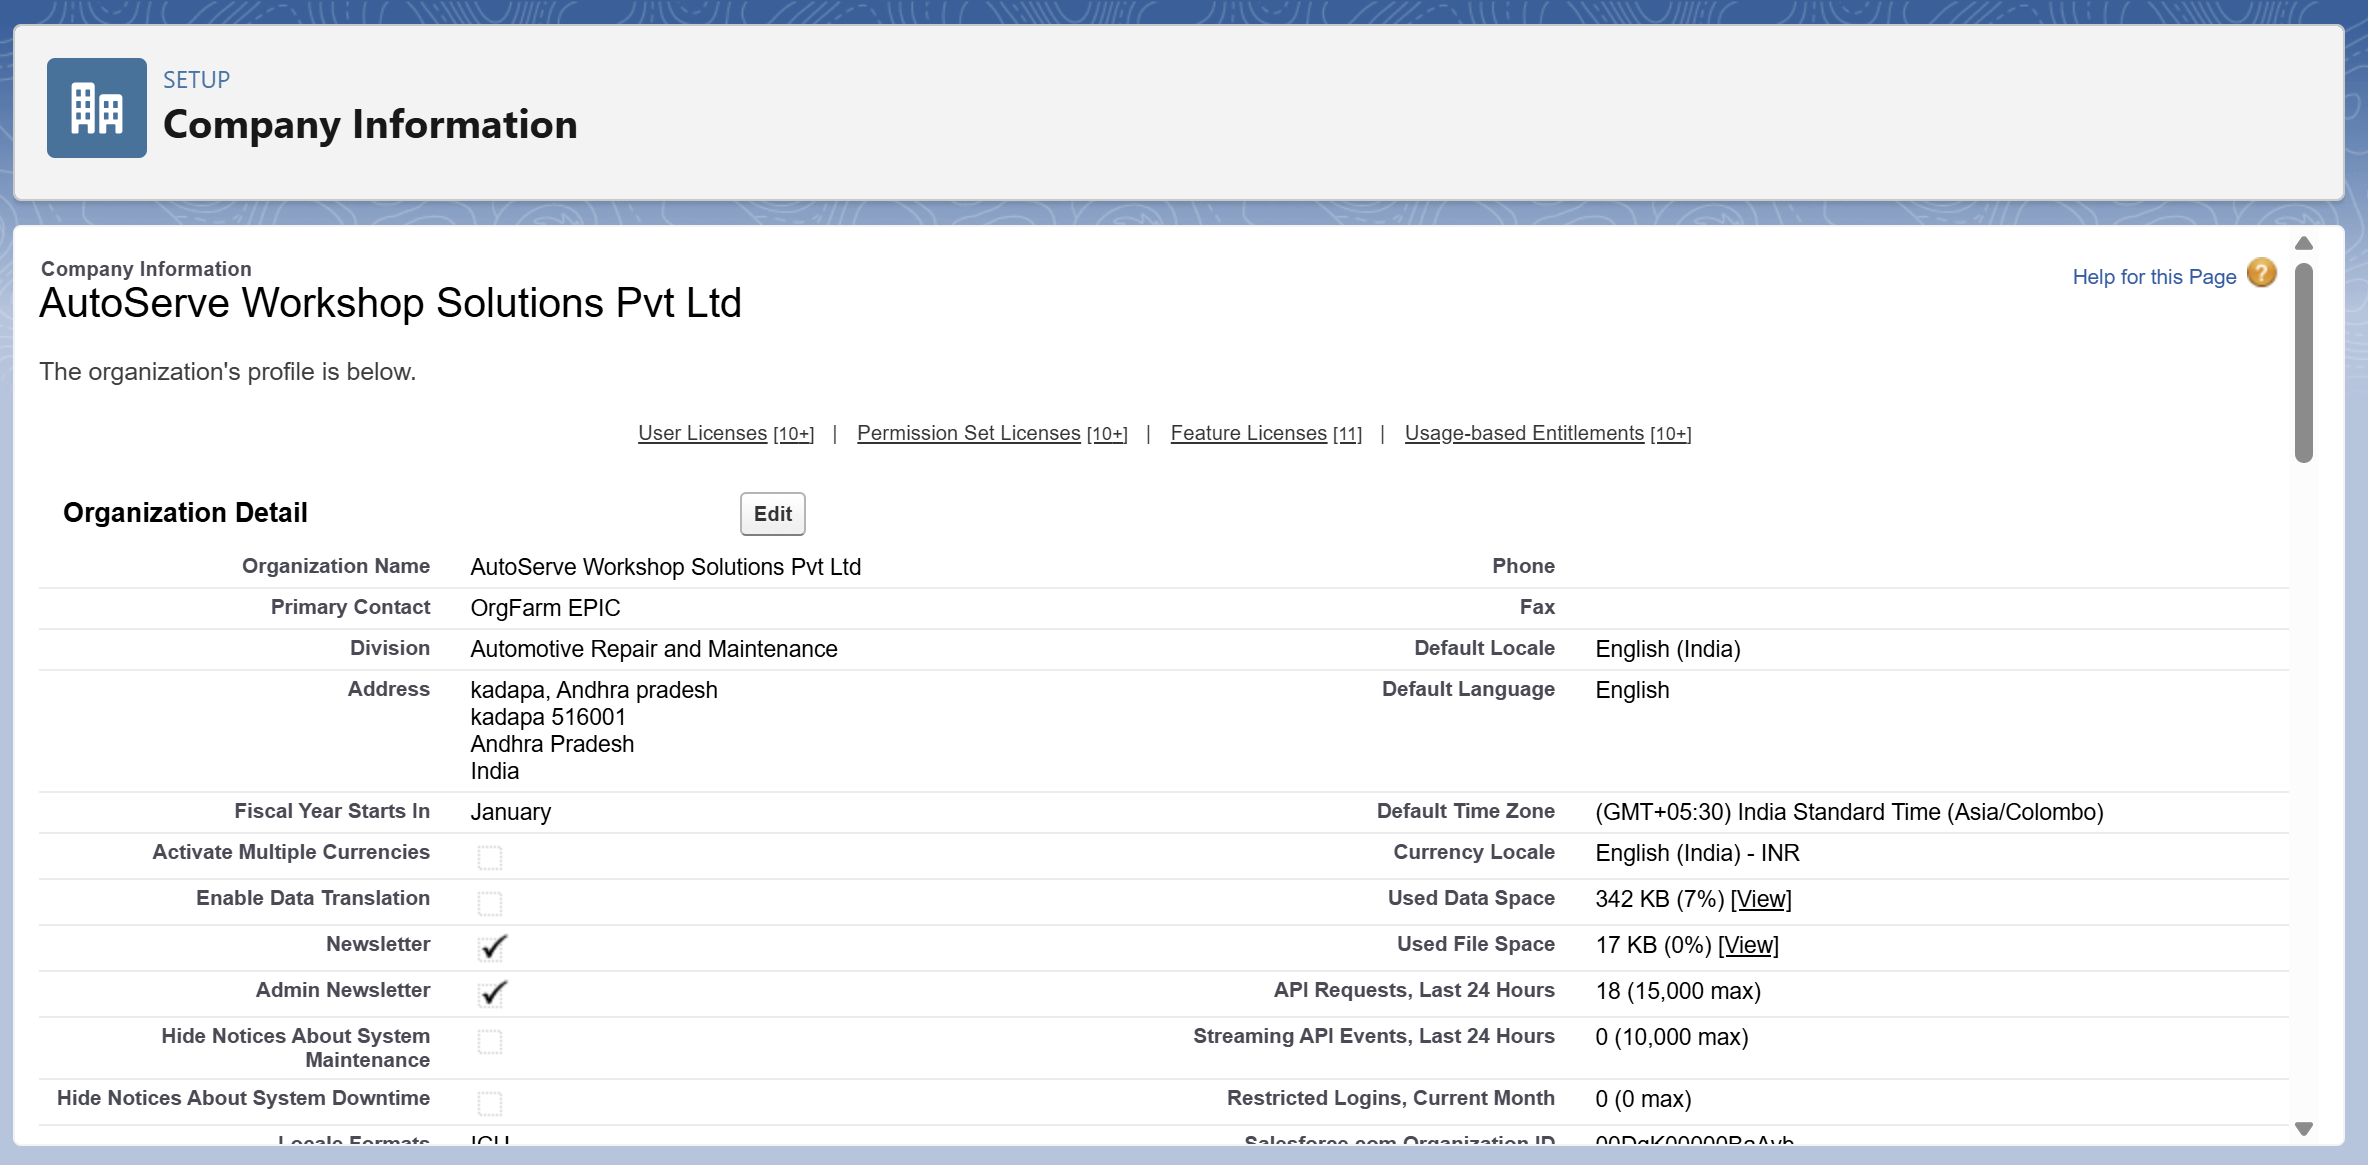 SETUP
Company Information
Company Information
AutoServe Workshop Solutions Pvt Ltd
Help for this Page
?
The organization's profile is below.
User Licenses [10+] | Permission Set Licenses [10+] | Feature Licenses [11] | Usage-based Entitlements [10+]
Organization Detail
Edit
Organization Name AutoServe Workshop Solutions Pvt Ltd Phone
Primary Contact OrgFarm EPIC Fax
Division Automotive Repair and Maintenance Default Locale English (India)
Address kadapa, Andhra pradesh Default Language English
kadapa 516001
Andhra Pradesh
India
Fiscal Year Starts In January Default Time Zone (GMT+05:30) India Standard Time (Asia/Colombo)
Activate Multiple Currencies Currency Locale English (India) - INR
Enable Data Translation Used Data Space 342 KB (7%) [View]
Newsletter Used File Space 17 KB (0%) [View]
Admin Newsletter API Requests, Last 24 Hours 18 (15,000 max)
Hide Notices About System Streaming API Events, Last 24 Hours 0 (10,000 max)
Maintenance
Hide Notices About System Downtime Restricted Logins, Current Month 0 (0 max)
Locale Formats ICU Salesforce.com Organization ID